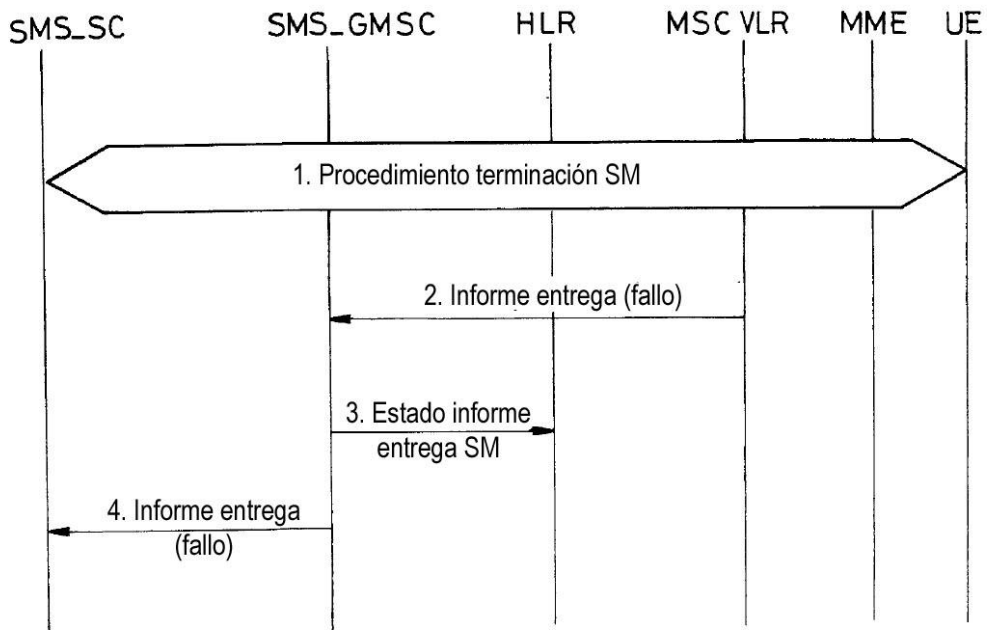 SMS_SC SMS_GMSC HLR MSC VLR MME UE
1. Procedimiento terminación SM
2. Informe entrega (fallo)
3. Estado informe
entrega SM
4. Informe entrega
(fallo)